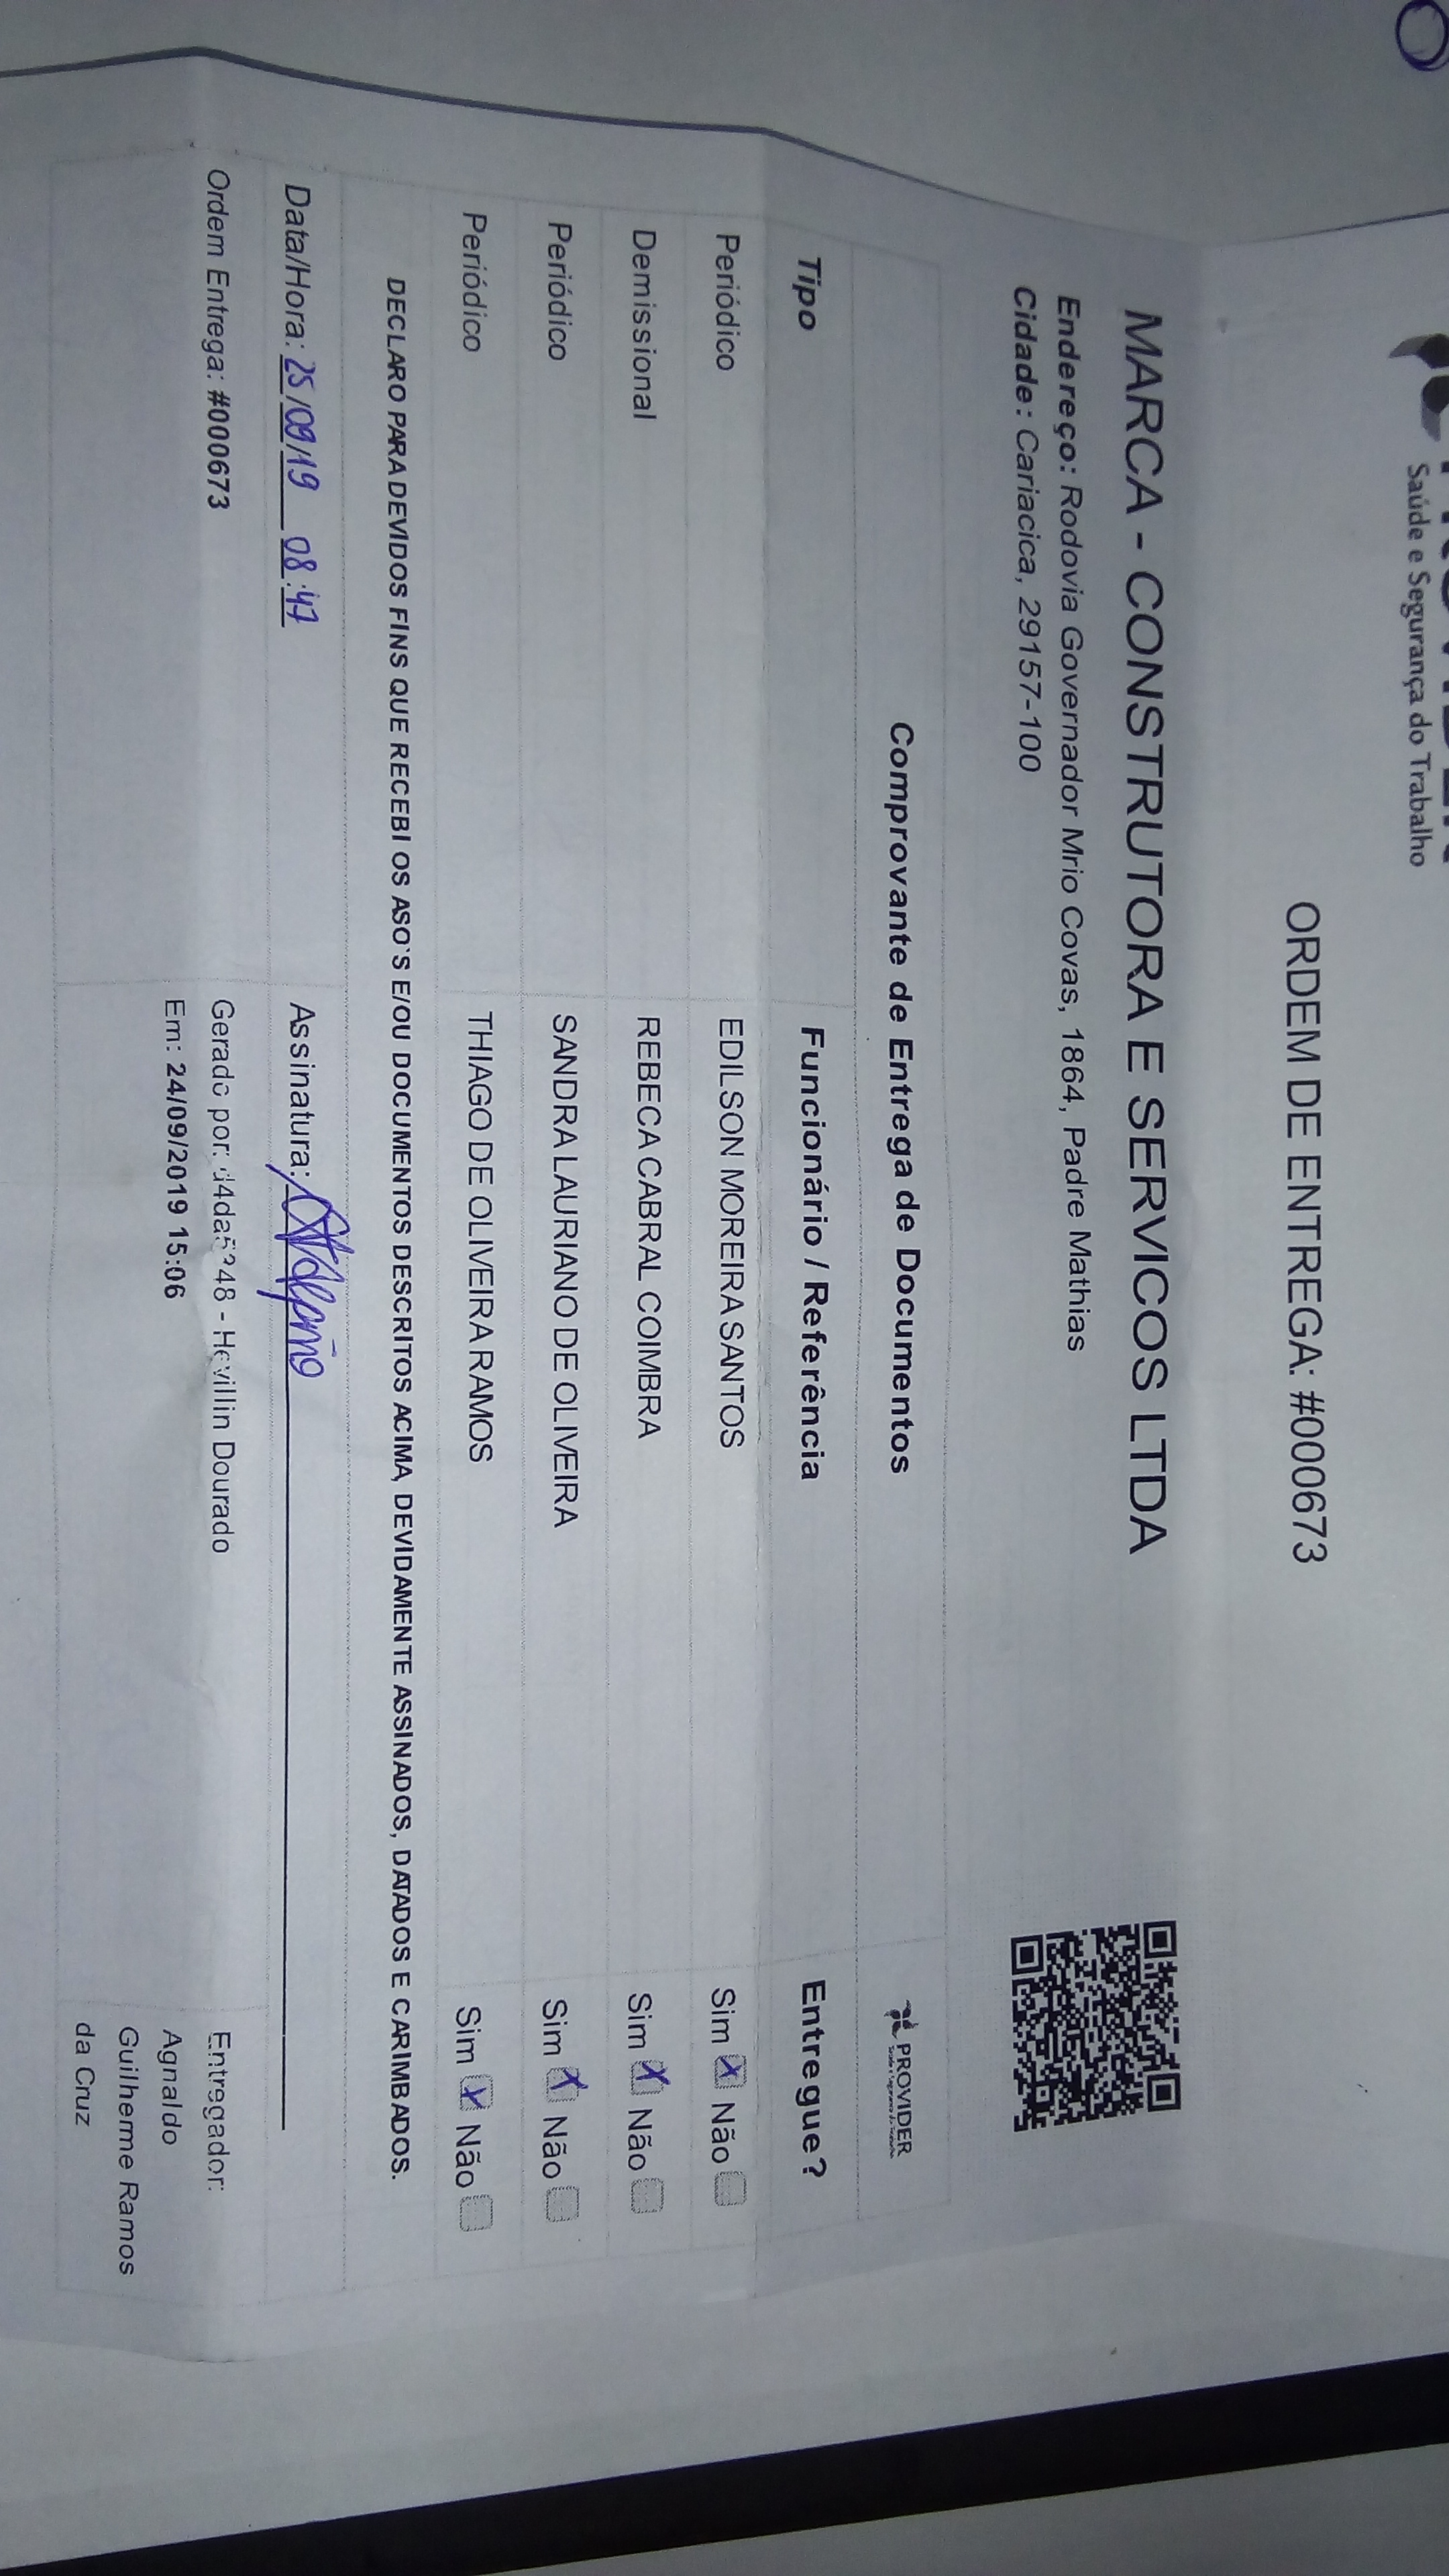 Saúde e Segurança do Trabalho
ORDEM DE ENTREGA: #000673
MARCA - CONSTRUTORA E SERVICOS LTDA
Endereço: Rodovia Governador Mrio Covas, 1864, Padre Mathias
Cidade: Cariacica, 29157-100
Comprovante de Entrega de Documentos
PROVIDER
Tipo Funcionário / Referência Entregue?
Periódico EDILSON MOREIRA SANTOS Sim X Não
Demissional REBECA CABRAL COIMBRA Sim X Não
Periódico SANDRA LAURIANO DE OLIVEIRA Sim X Não
Periódico THIAGO DE OLIVEIRA RAMOS Sim X Não
DECLARO PARA DEVIDOS FINS QUE RECEBI OS ASO'S E/OU DOCUMENTOS DESCRITOS ACIMA, DEVIDAMENTE ASSINADOS, DATADOS E CARIMBADOS.
Data/Hora: 25/09/19 08:47 Assinatura:
Ordem Entrega: #000673 Gerado por: - Hevillin Dourado Entregador:
Em: 24/09/2019 15:06 Agnaldo
Guilherme Ramos
da Cruz